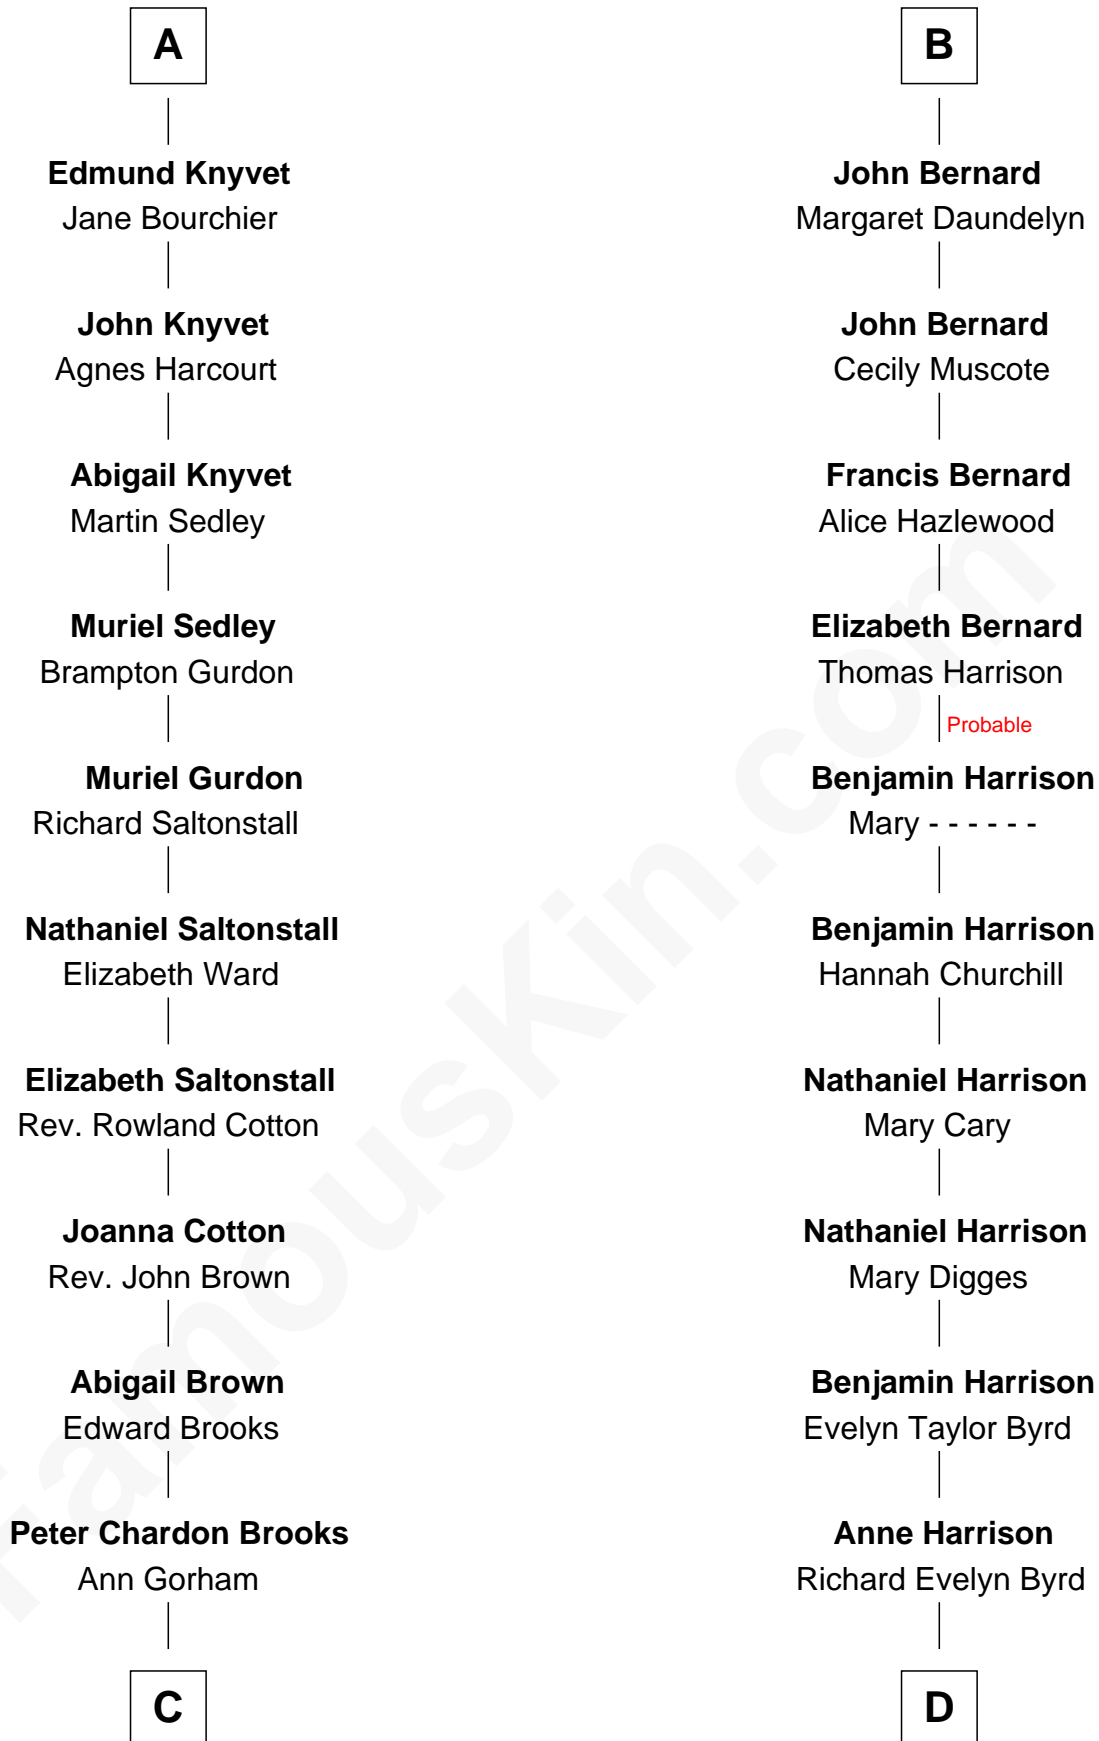 A
Edmund Knyvet
Jane Bourchier
John Knyvet
Agnes Harcourt
Abigail Knyvet
Martin Sedley
Muriel Sedley
Brampton Gurdon
Muriel Gurdon
Richard Saltonstall
Nathaniel Saltonstall
Elizabeth Ward
Elizabeth Saltonstall
Rev. Rowland Cotton
Joanna Cotton
Rev. John Brown
Abigail Brown
Edward Brooks
Peter Chardon Brooks
Ann Gorham
C
B
John Bernard
Margaret Daundelyn
John Bernard
Cecily Muscote
Francis Bernard
Alice Hazlewood
Elizabeth Bernard
Thomas Harrison
Probable
Benjamin Harrison
Mary - - - - - -
Benjamin Harrison
Hannah Churchill
Nathaniel Harrison
Mary Cary
Nathaniel Harrison
Mary Digges
Benjamin Harrison
Evelyn Taylor Byrd
Anne Harrison
Richard Evelyn Byrd
D
FamousKin.com